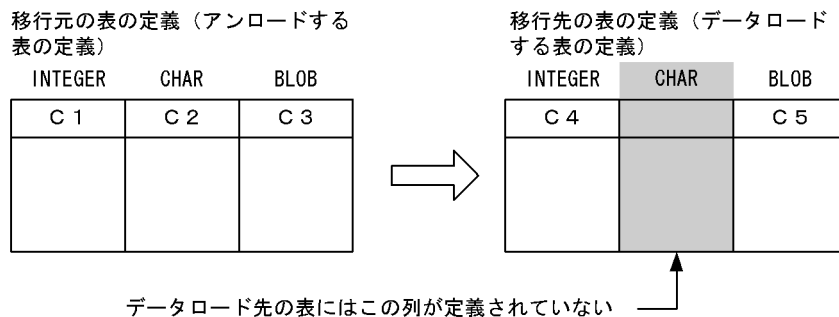 移行元の表の定義（アンロードする
表の定義）
INTEGER CHAR BLOB
Ｃ１ Ｃ２ Ｃ３
移行先の表の定義（データロード
する表の定義）
INTEGER CHAR BLOB
Ｃ４ Ｃ５
データロード先の表にはこの列が定義されていない